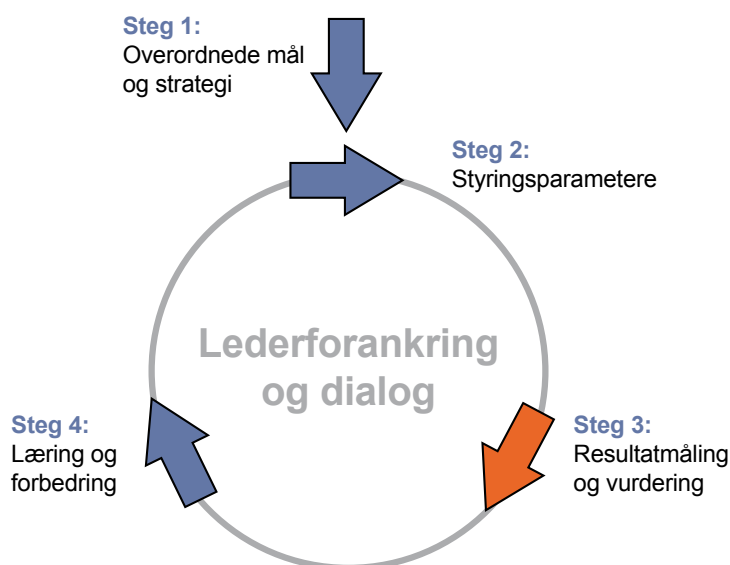 Steg 1:
Overordnede mål
og strategi
Steg 2:
Styringsparametere
Lederforankring
og dialog
Steg 3:
Resultatmåling
og vurdering
Steg 4:
Læring og
forbedring